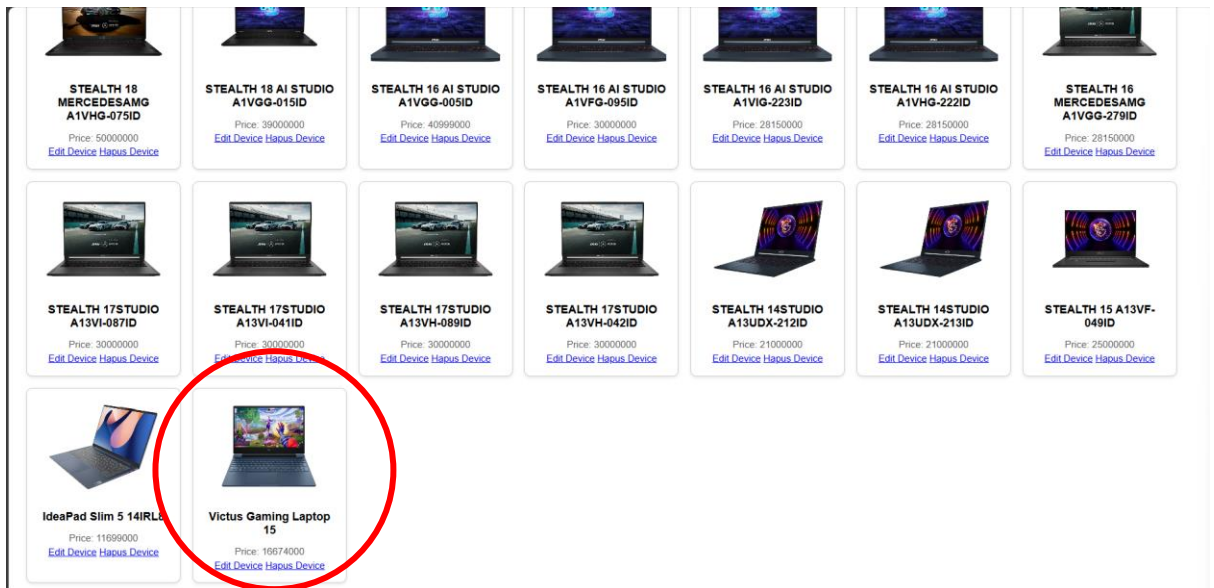 STEALTH 18
MERCEDESAMG
A1VHG-075ID
Price: 50000000
Edit Device Hapus Device
STEALTH 18 AI STUDIO
A1VGG-015ID
Price: 39000000
Edit Device Hapus Device
STEALTH 16 AI STUDIO
A1VGG-005ID
Price: 40999000
Edit Device Hapus Device
STEALTH 16 AI STUDIO
A1VFG-095ID
Price: 30000000
Edit Device Hapus Device
STEALTH 16 AI STUDIO
A1VIG-223ID
Price: 28150000
Edit Device Hapus Device
STEALTH 16 AI STUDIO
A1VHG-222ID
Price: 28150000
Edit Device Hapus Device
STEALTH 16
MERCEDESAMG
A1VGG-279ID
Price: 28150000
Edit Device Hapus Device
STEALTH 17STUDIO
A13VI-087ID
Price: 30000000
Edit Device Hapus Device
STEALTH 17STUDIO
A13VI-041ID
Price: 30000000
Edit Device Hapus Device
STEALTH 17STUDIO
A13VH-089ID
Price: 30000000
Edit Device Hapus Device
STEALTH 17STUDIO
A13VH-042ID
Price: 30000000
Edit Device Hapus Device
STEALTH 14STUDIO
A13UDX-212ID
Price: 21000000
Edit Device Hapus Device
STEALTH 14STUDIO
A13UDX-213ID
Price: 21000000
Edit Device Hapus Device
STEALTH 15 A13VF-
049ID
Price: 25000000
Edit Device Hapus Device
IdeaPad Slim 5 14IRL8
Price: 11699000
Edit Device Hapus Device
Victus Gaming Laptop
15
Price: 16674000
Edit Device Hapus Device